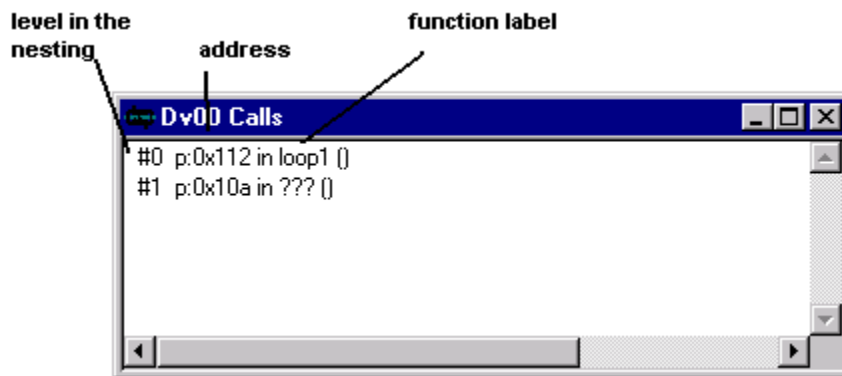 level in the
nesting
address
function label
Dv00 Calls
#0 p:0x112 in loop1 ()
#1 p:0x10a in ??? ()